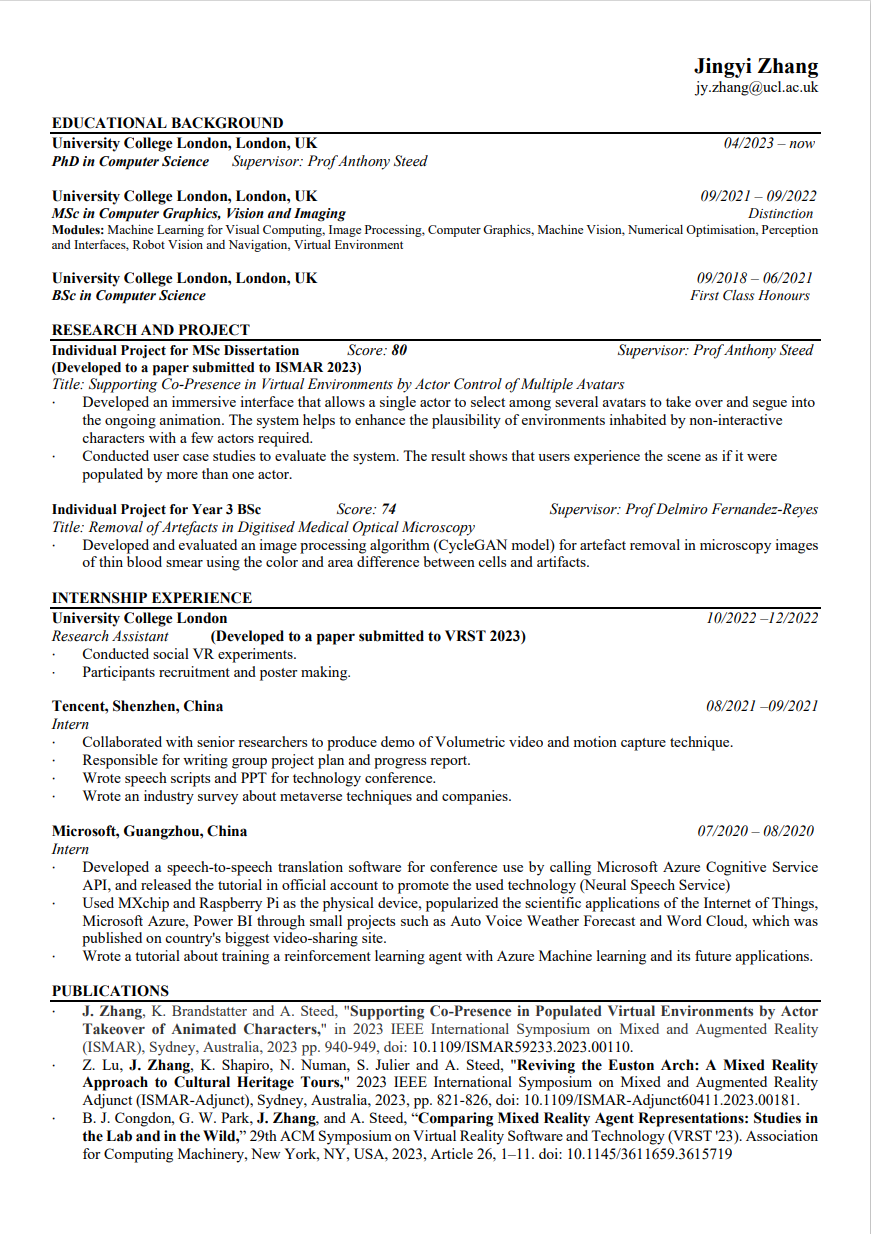 Jingyi Zhang
jy.zhang@ucl.ac.uk
EDUCATIONAL BACKGROUND
University College London, London, UK 04/2023 – now
PhD in Computer Science Supervisor: Prof Anthony Steed
University College London, London, UK 09/2021 – 09/2022
MSc in Computer Graphics, Vision and Imaging Distinction
Modules: Machine Learning for Visual Computing, Image Processing, Computer Graphics, Machine Vision, Numerical Optimisation, Perception
and Interfaces, Robot Vision and Navigation, Virtual Environment
University College London, London, UK 09/2018 – 06/2021
BSc in Computer Science First Class Honours
RESEARCH AND PROJECT
Individual Project for MSc Dissertation Score: 80 Supervisor: Prof Anthony Steed
(Developed to a paper submitted to ISMAR 2023)
Title: Supporting Co-Presence in Virtual Environments by Actor Control of Multiple Avatars
· Developed an immersive interface that allows a single actor to select among several avatars to take over and segue into
the ongoing animation. The system helps to enhance the plausibility of environments inhabited by non-interactive
characters with a few actors required.
· Conducted user case studies to evaluate the system. The result shows that users experience the scene as if it were
populated by more than one actor.
Individual Project for Year 3 BSc Score: 74 Supervisor: Prof Delmiro Fernandez-Reyes
Title: Removal of Artefacts in Digitised Medical Optical Microscopy
· Developed and evaluated an image processing algorithm (CycleGAN model) for artefact removal in microscopy images
of thin blood smear using the color and area difference between cells and artifacts.
INTERNSHIP EXPERIENCE
University College London 10/2022 –12/2022
Research Assistant (Developed to a paper submitted to VRST 2023)
· Conducted social VR experiments.
· Participants recruitment and poster making.
Tencent, Shenzhen, China 08/2021 –09/2021
Intern
· Collaborated with senior researchers to produce demo of Volumetric video and motion capture technique.
· Responsible for writing group project plan and progress report.
· Wrote speech scripts and PPT for technology conference.
· Wrote an industry survey about metaverse techniques and companies.
Microsoft, Guangzhou, China 07/2020 – 08/2020
Intern
· Developed a speech-to-speech translation software for conference use by calling Microsoft Azure Cognitive Service
API, and released the tutorial in official account to promote the used technology (Neural Speech Service)
· Used MXchip and Raspberry Pi as the physical device, popularized the scientific applications of the Internet of Things,
Microsoft Azure, Power BI through small projects such as Auto Voice Weather Forecast and Word Cloud, which was
published on country's biggest video-sharing site.
· Wrote a tutorial about training a reinforcement learning agent with Azure Machine learning and its future applications.
PUBLICATIONS
· J. Zhang, K. Brandstatter and A. Steed, "Supporting Co-Presence in Populated Virtual Environments by Actor
Takeover of Animated Characters," in 2023 IEEE International Symposium on Mixed and Augmented Reality
(ISMAR), Sydney, Australia, 2023 pp. 940-949, doi: 10.1109/ISMAR59233.2023.00110.
· Z. Lu, J. Zhang, K. Shapiro, N. Numan, S. Julier and A. Steed, "Reviving the Euston Arch: A Mixed Reality
Approach to Cultural Heritage Tours," 2023 IEEE International Symposium on Mixed and Augmented Reality
Adjunct (ISMAR-Adjunct), Sydney, Australia, 2023, pp. 821-826, doi: 10.1109/ISMAR-Adjunct60411.2023.00181.
· B. J. Congdon, G. W. Park, J. Zhang, and A. Steed, “Comparing Mixed Reality Agent Representations: Studies in
the Lab and in the Wild,” 29th ACM Symposium on Virtual Reality Software and Technology (VRST '23). Association
for Computing Machinery, New York, NY, USA, 2023, Article 26, 1–11. doi: 10.1145/3611659.3615719